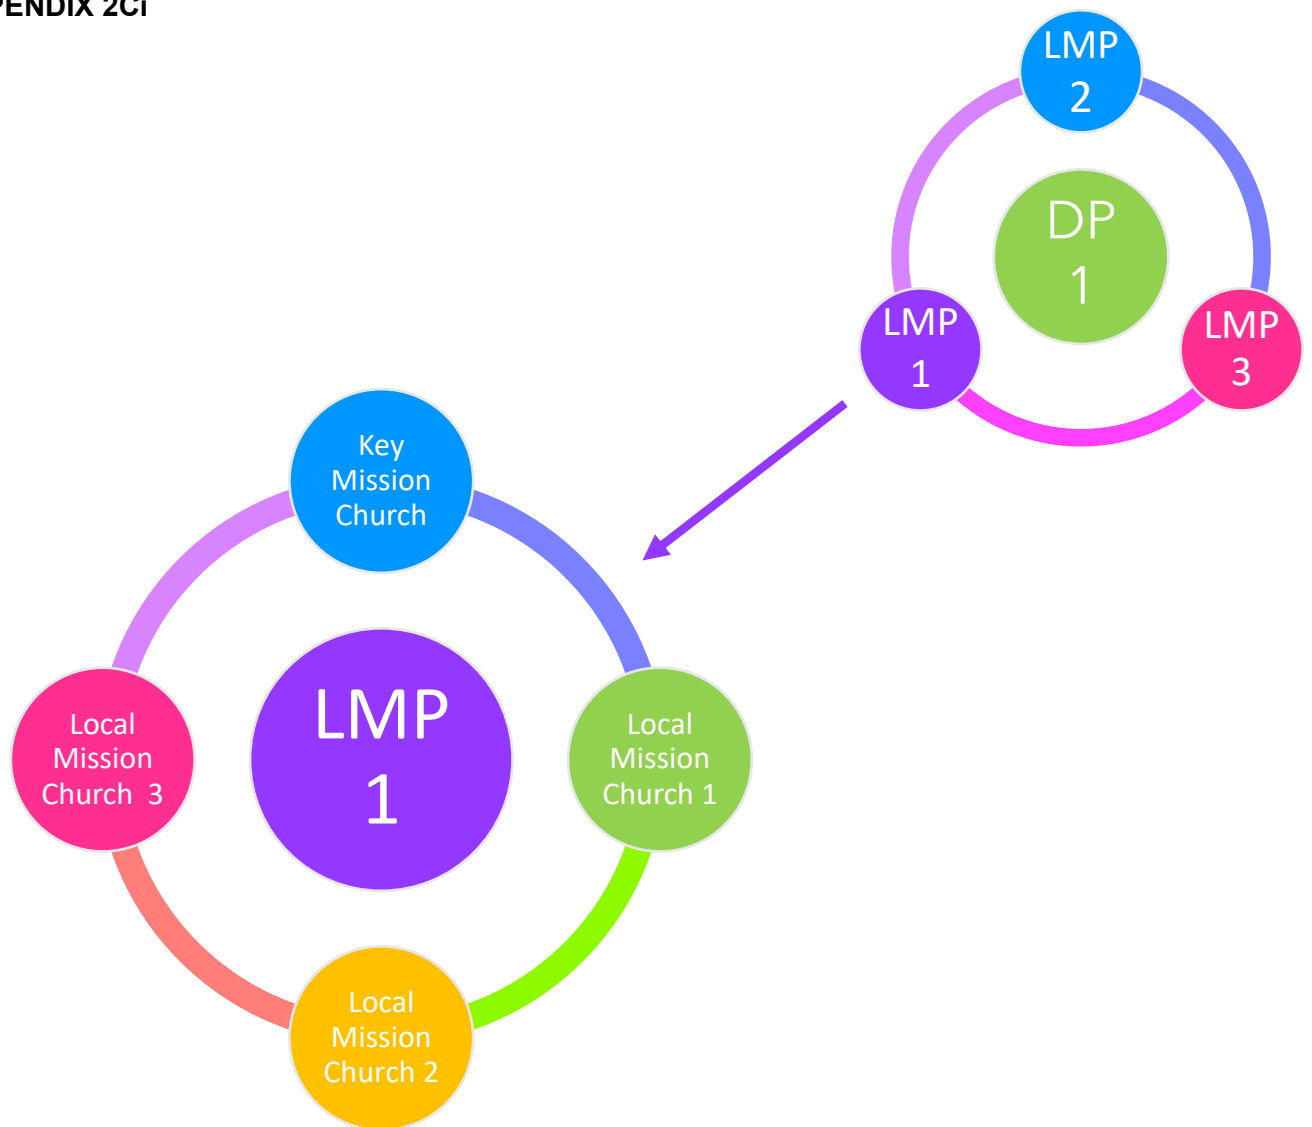 PENDIX 2Ci
LMP
2
DP
1
LMP
1
LMP
3
Key
Mission
Church
LMP
1
Local
Mission
Church 3
Local
Mission
Church 1
Local
Mission
Church 2